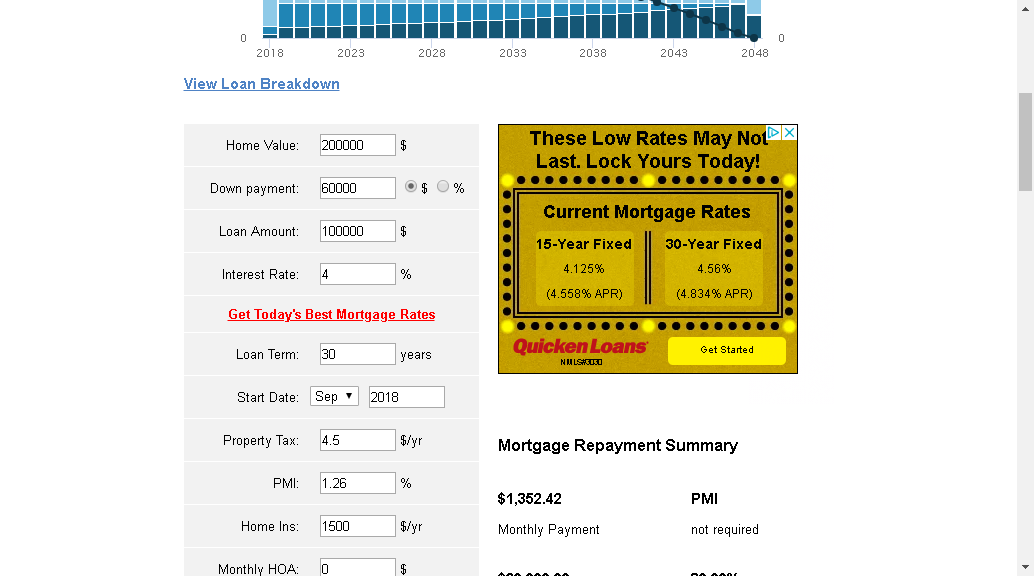 0
0
2018 2023 2028 2033 2038 2043 2048
View Loan Breakdown
Home Value: 200000 $
Down payment: 60000 $ %
Loan Amount: 100000 $
Interest Rate: 4 %
Get Today's Best Mortgage Rates
Loan Term: 30 years
Start Date: Sep 2018
Property Tax: 4.5 $/yr
PMI: 1.26 %
Home Ins: 1500 $/yr
Monthly HOA: 0 $
These Low Rates May Not
Last. Lock Yours Today!
Current Mortgage Rates
15-Year Fixed 30-Year Fixed
4.125% 4.56%
(4.558% APR) (4.834% APR)
Quicken Loans
NMLS#3030
Get Started
Mortgage Repayment Summary
$1,352.42 PMI
Monthly Payment not required